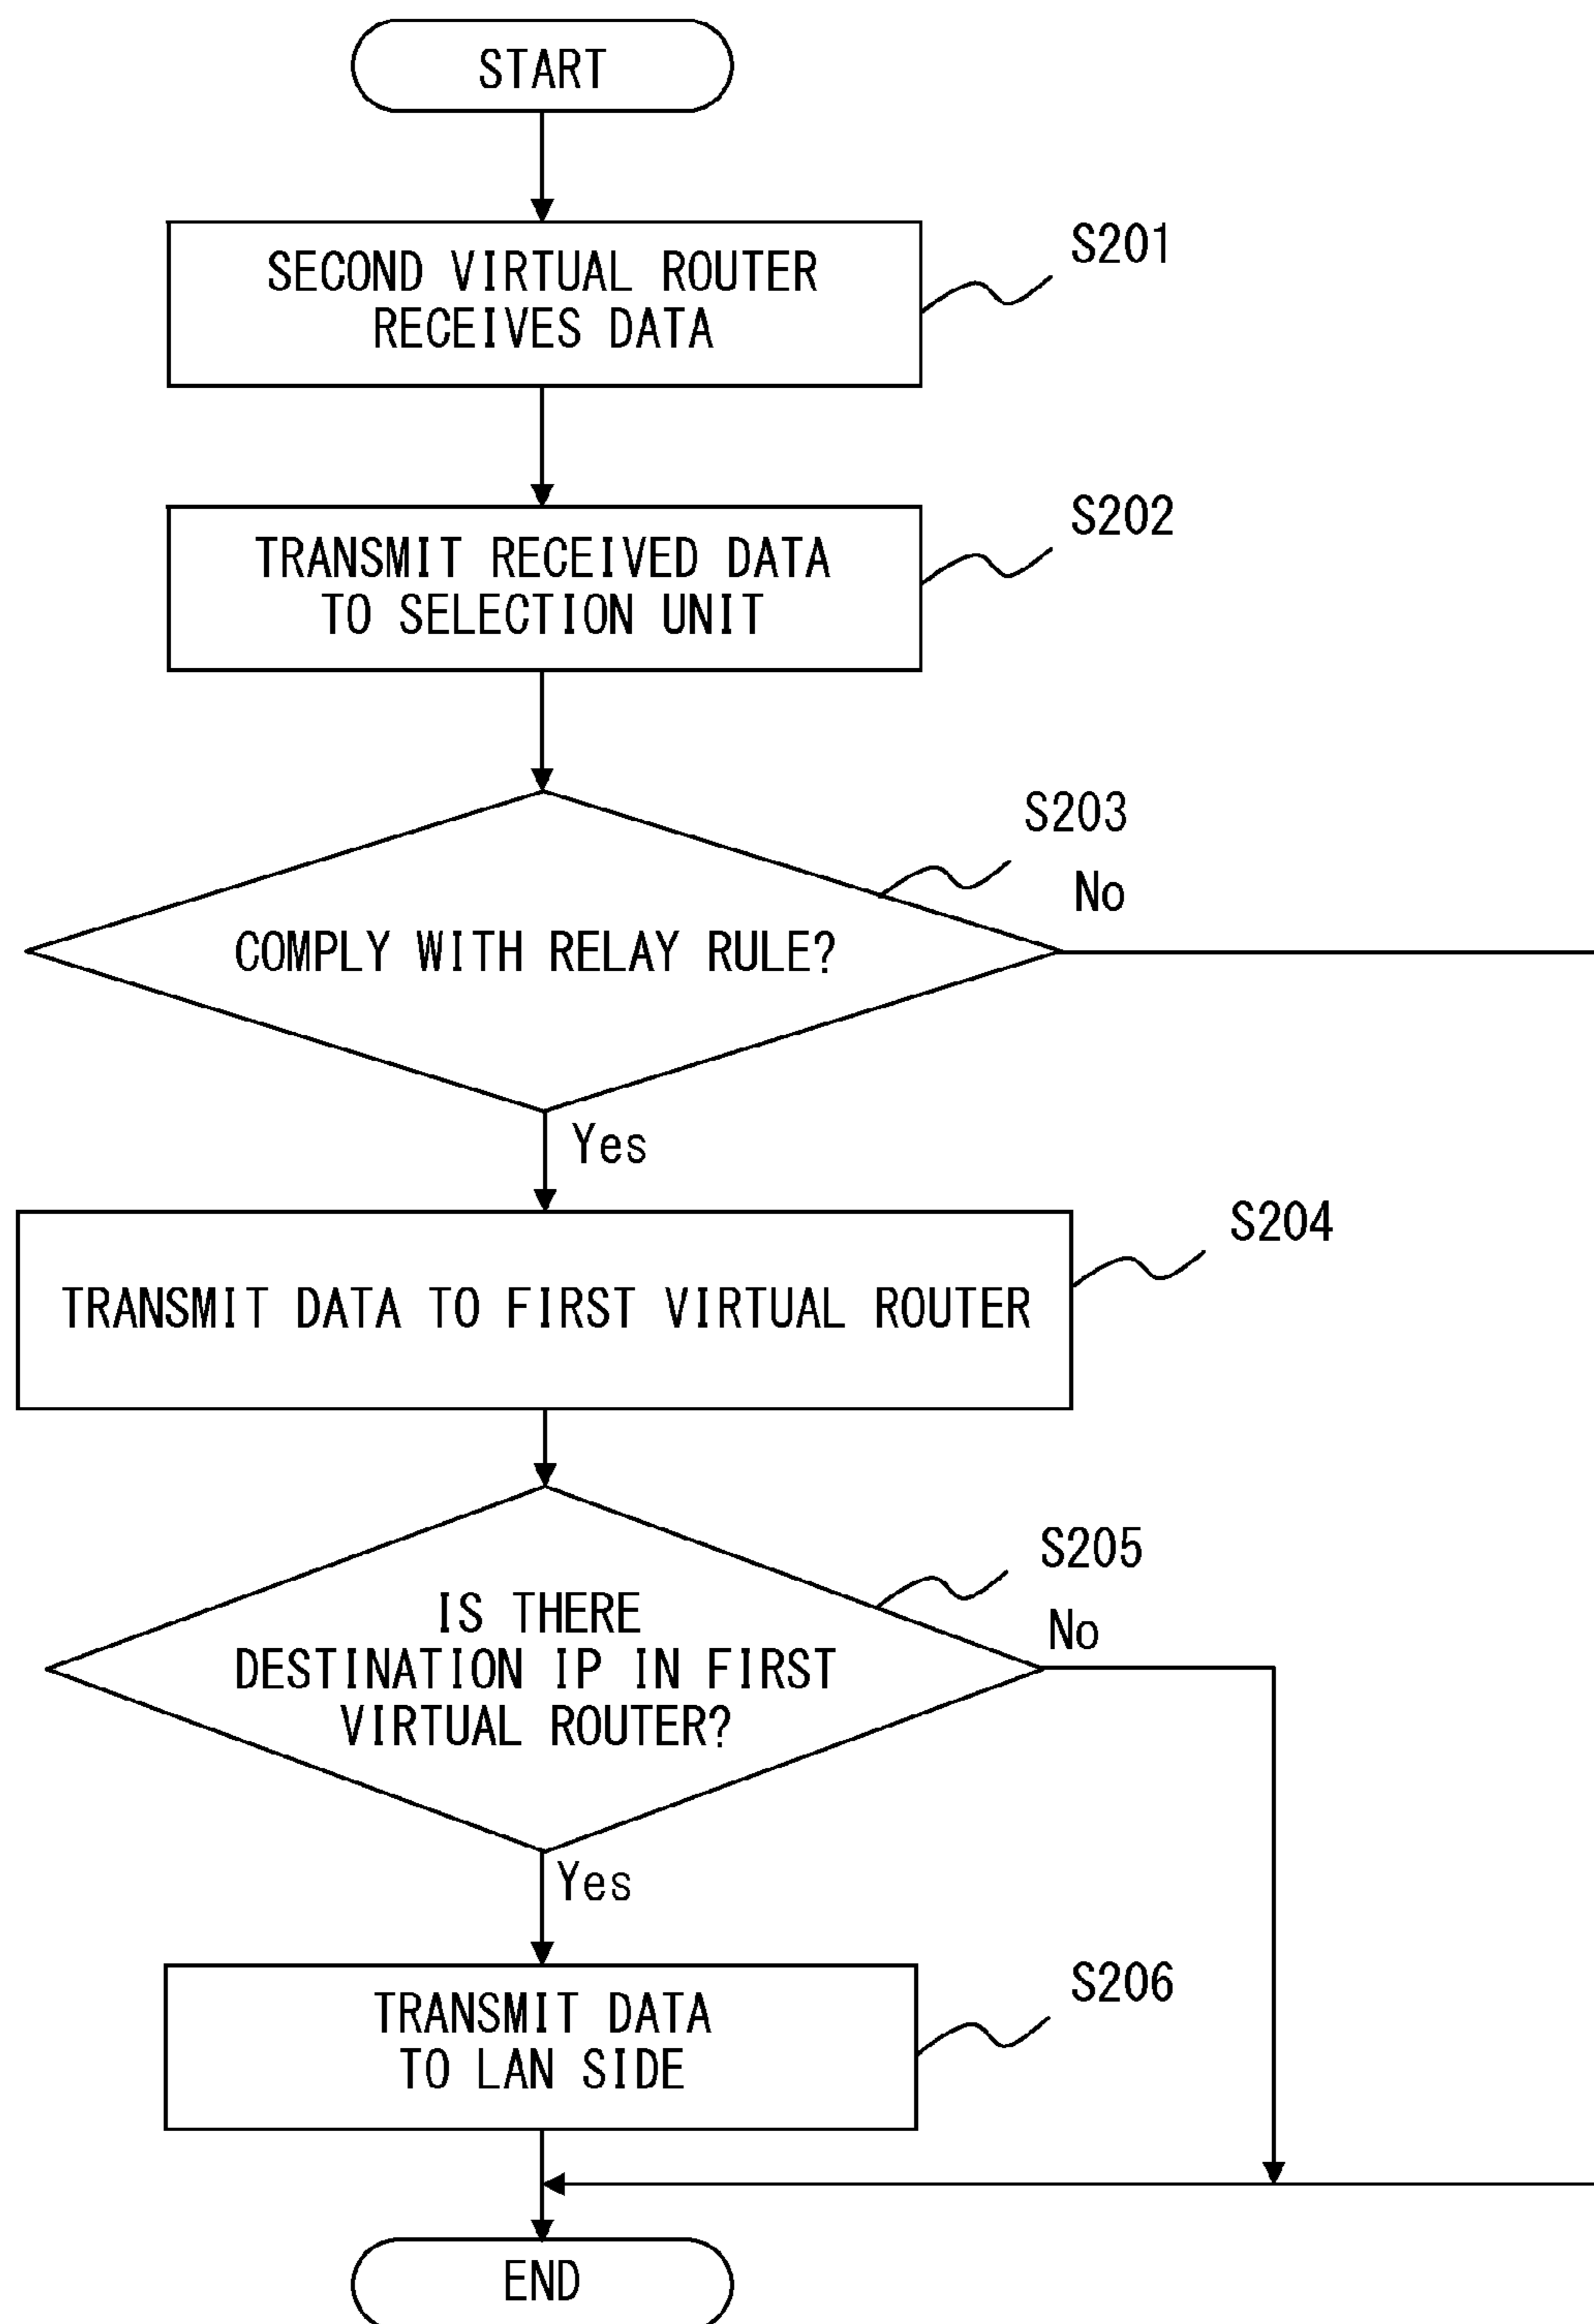 START
SECOND VIRTUAL ROUTER
RECEIVES DATA
S201
TRANSMIT RECEIVED DATA
TO SELECTION UNIT
S202
S203
No
COMPLY WITH RELAY RULE?
Yes
S204
TRANSMIT DATA TO FIRST VIRTUAL ROUTER
S205
No
IS THERE
DESTINATION IP IN FIRST
VIRTUAL ROUTER?
Yes
S206
TRANSMIT DATA
TO LAN SIDE
END